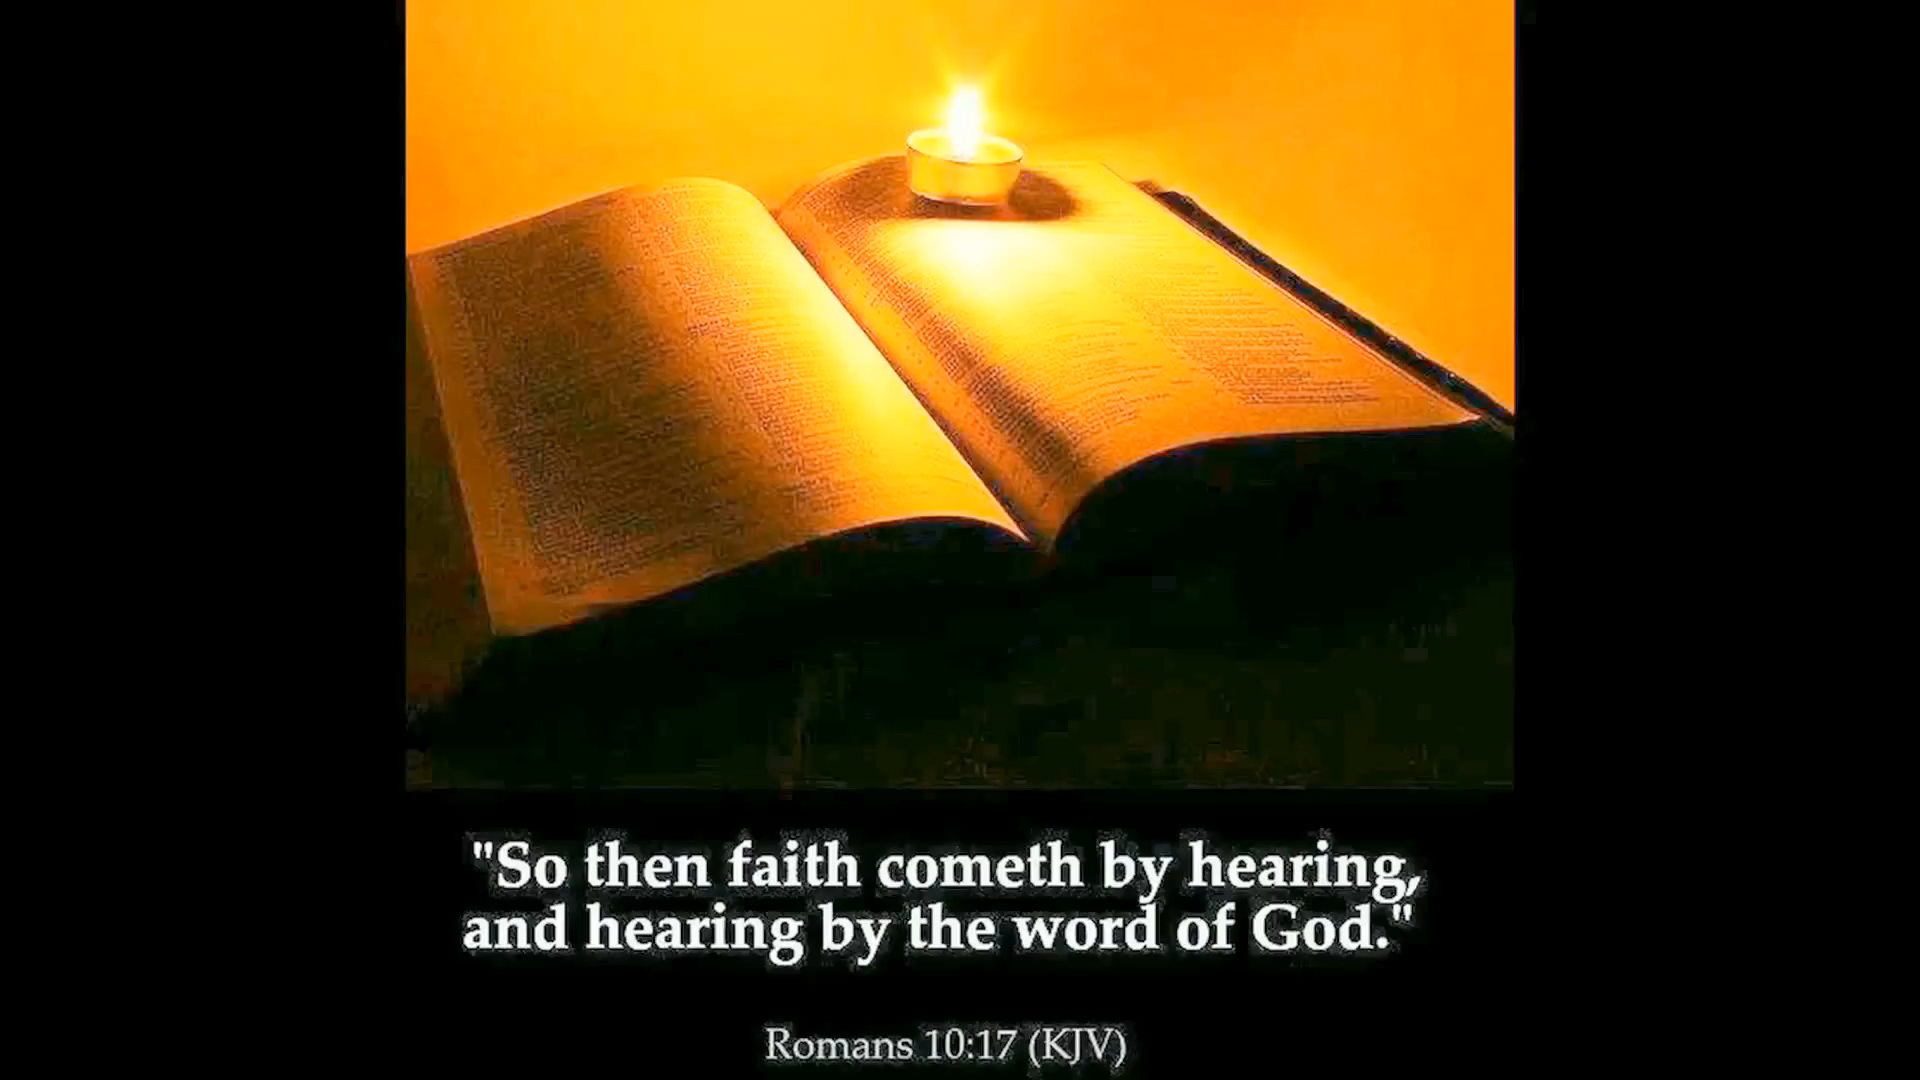 "So then faith cometh by hearing,
and hearing by the word of God."
Romans 10:17 (KJV)